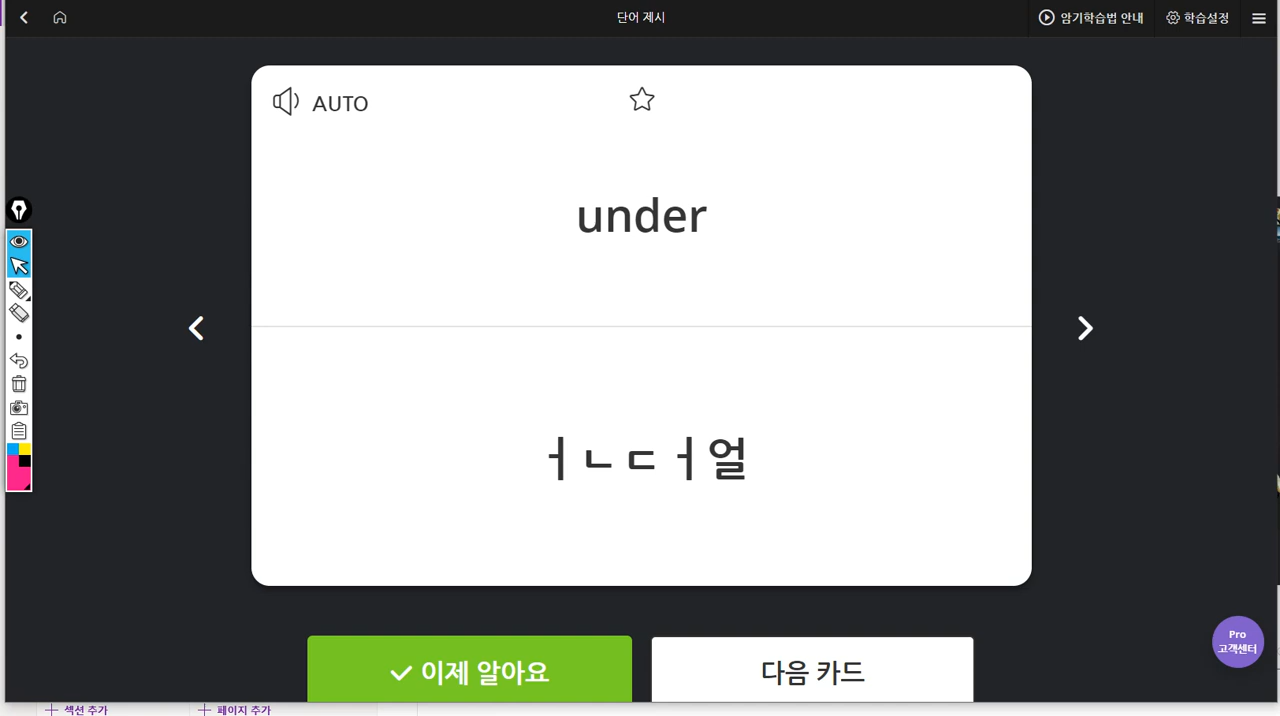 단어 제시
암기학습법 안내
학습설정
AUTO
under
ㅓㄴㄷㅓ얼
이제 알아요
다음 카드
Pro
고객센터
섹션 추가
페이지 추가